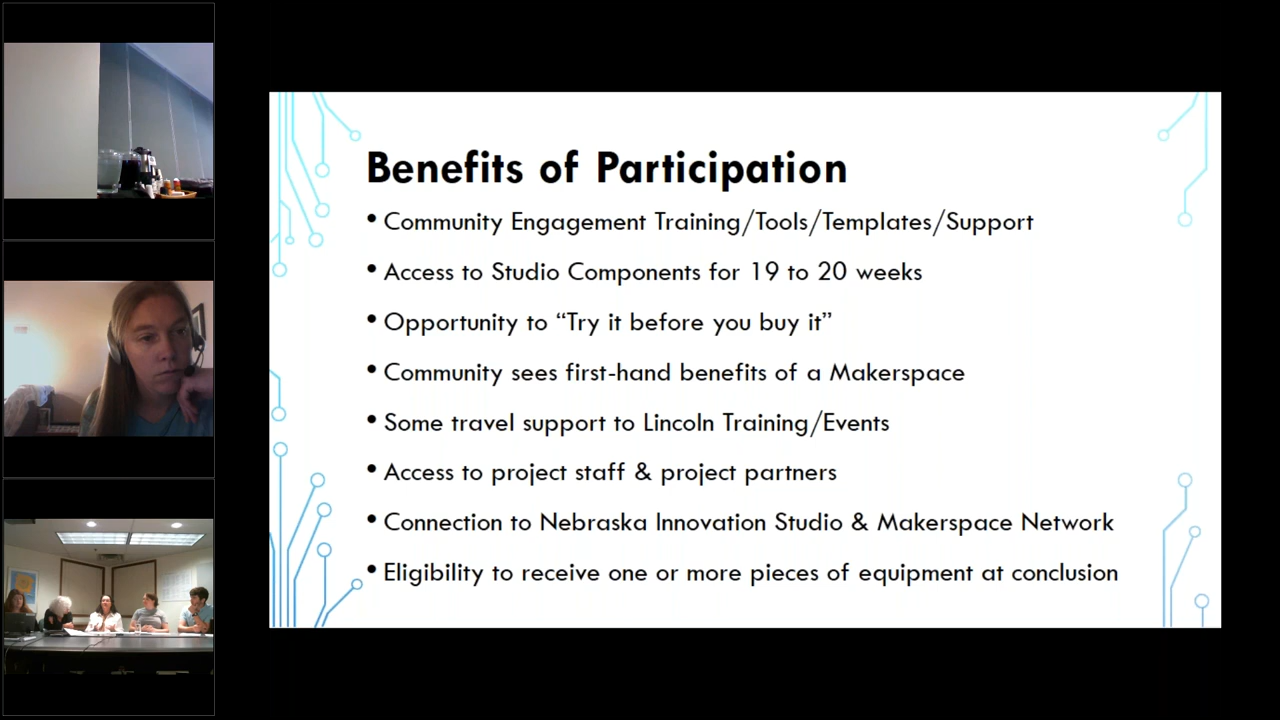 Benefits of Participation
• Community Engagement Training/Tools/Templates/Support
• Access to Studio Components for 19 to 20 weeks
• Opportunity to “Try it before you buy it”
• Community sees first-hand benefits of a Makerspace
• Some travel support to Lincoln Training/Events
• Access to project staff & project partners
• Connection to Nebraska Innovation Studio & Makerspace Network
• Eligibility to receive one or more pieces of equipment at conclusion